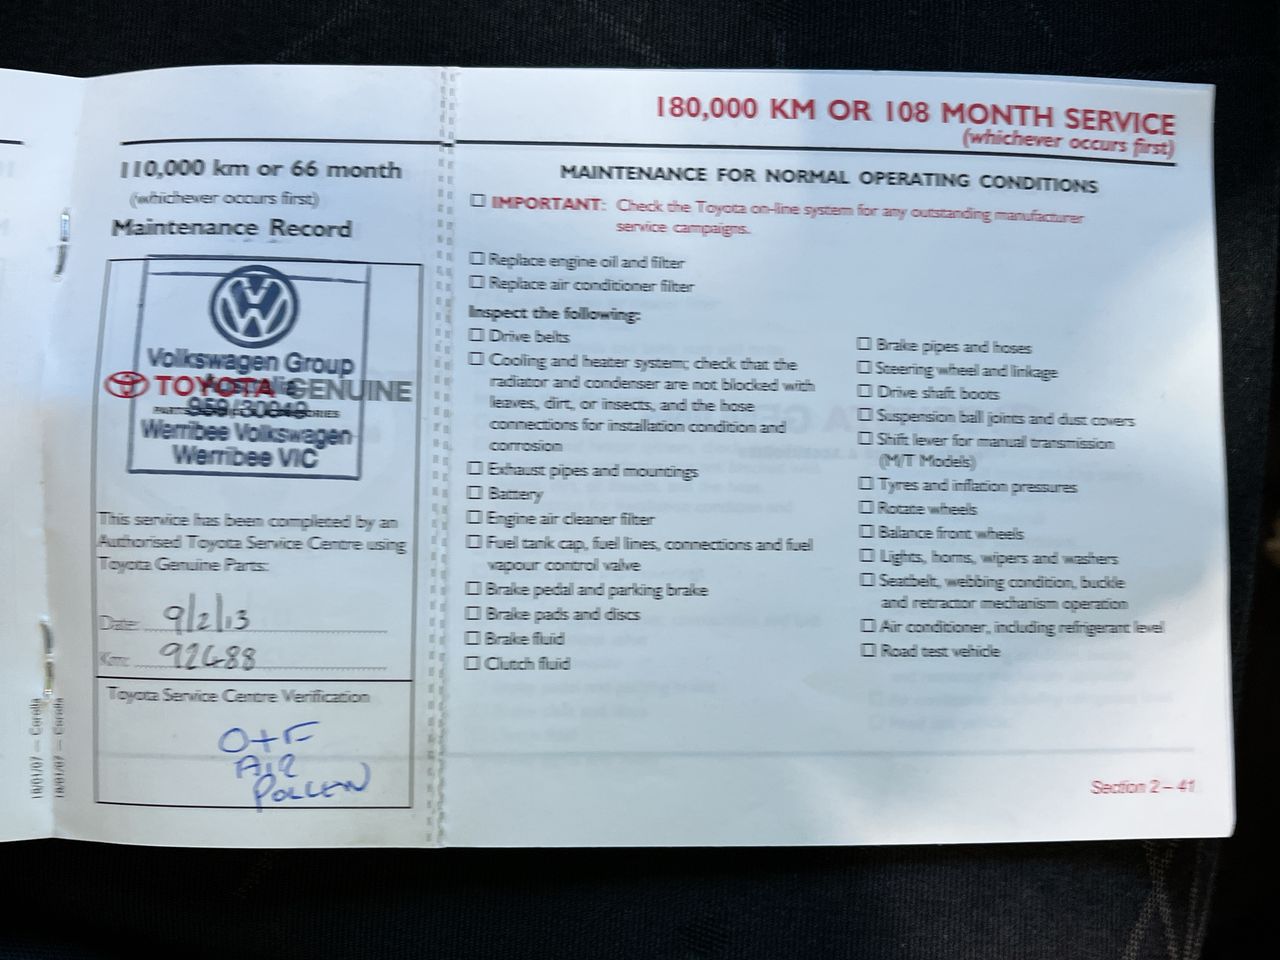 110,000 km or 66 month
(whichever occurs first)
Maintenance Record
Volkswagen Group
TOYOTA GENUINE
Werribee Volkswagen
Werribee VIC
This service has been completed by an
Authorised Toyota Service Centre using
Toyota Genuine Parts:
Date: 9/2/13
Km: 92688
Toyota Service Centre Verification
O+F
AIR
POLLEN
18/01/07 — Corolla
18/01/07 — Corolla
180,000 KM OR 108 MONTH SERVICE
(whichever occurs first)
MAINTENANCE FOR NORMAL OPERATING CONDITIONS
IMPORTANT: Check the Toyota on-line system for any outstanding manufacturer
service campaigns.
Replace engine oil and filter
Replace air conditioner filter
Inspect the following:
Drive belts
Cooling and heater system; check that the
radiator and condenser are not blocked with
leaves, dirt, or insects, and the hose
connections for installation condition and
corrosion
Exhaust pipes and mountings
Battery
Engine air cleaner filter
Fuel tank cap, fuel lines, connections and fuel
vapour control valve
Brake pedal and parking brake
Brake pads and discs
Brake fluid
Clutch fluid
Brake pipes and hoses
Steering wheel and linkage
Drive shaft boots
Suspension ball joints and dust covers
Shift lever for manual transmission
(M/T Models)
Tyres and inflation pressures
Rotate wheels
Balance front wheels
Lights, horns, wipers and washers
Seatbelt, webbing condition, buckle
and retractor mechanism operation
Air conditioner, including refrigerant level
Road test vehicle
Section 2 – 41